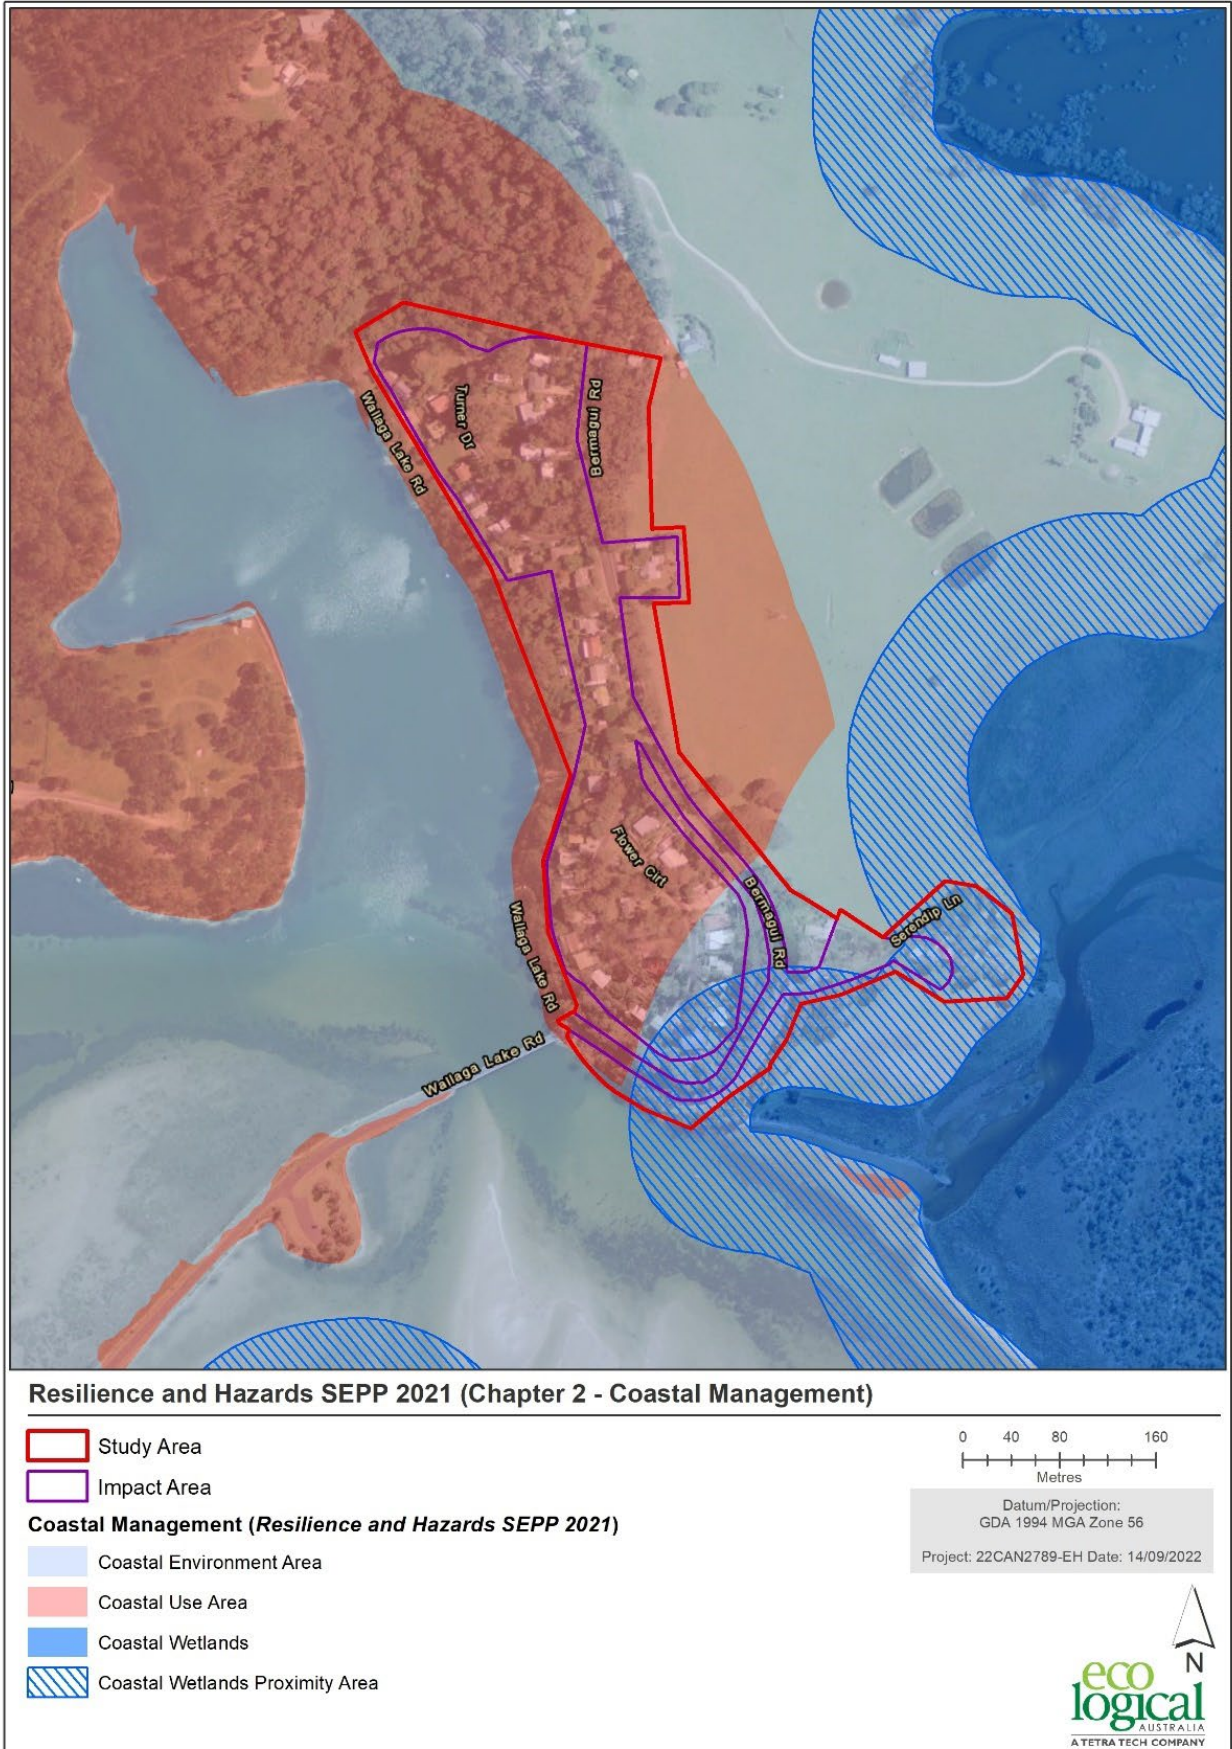 Turner Dr
Bermagui Rd
Wallaga Lake Rd
Flower Cirt
Bermagui Rd
Serendip Ln
Wallaga Lake Rd
Wallaga Lake Rd
Resilience and Hazards SEPP 2021 (Chapter 2 - Coastal Management)
Study Area
Impact Area
Coastal Management (Resilience and Hazards SEPP 2021)
Coastal Environment Area
Coastal Use Area
Coastal Wetlands
Coastal Wetlands Proximity Area
0 40 80 160
Metres
Datum/Projection:
GDA 1994 MGA Zone 56
Project: 22CAN2789-EH Date: 14/09/2022
N
eco
logical
AUSTRALIA
A TETRA TECH COMPANY